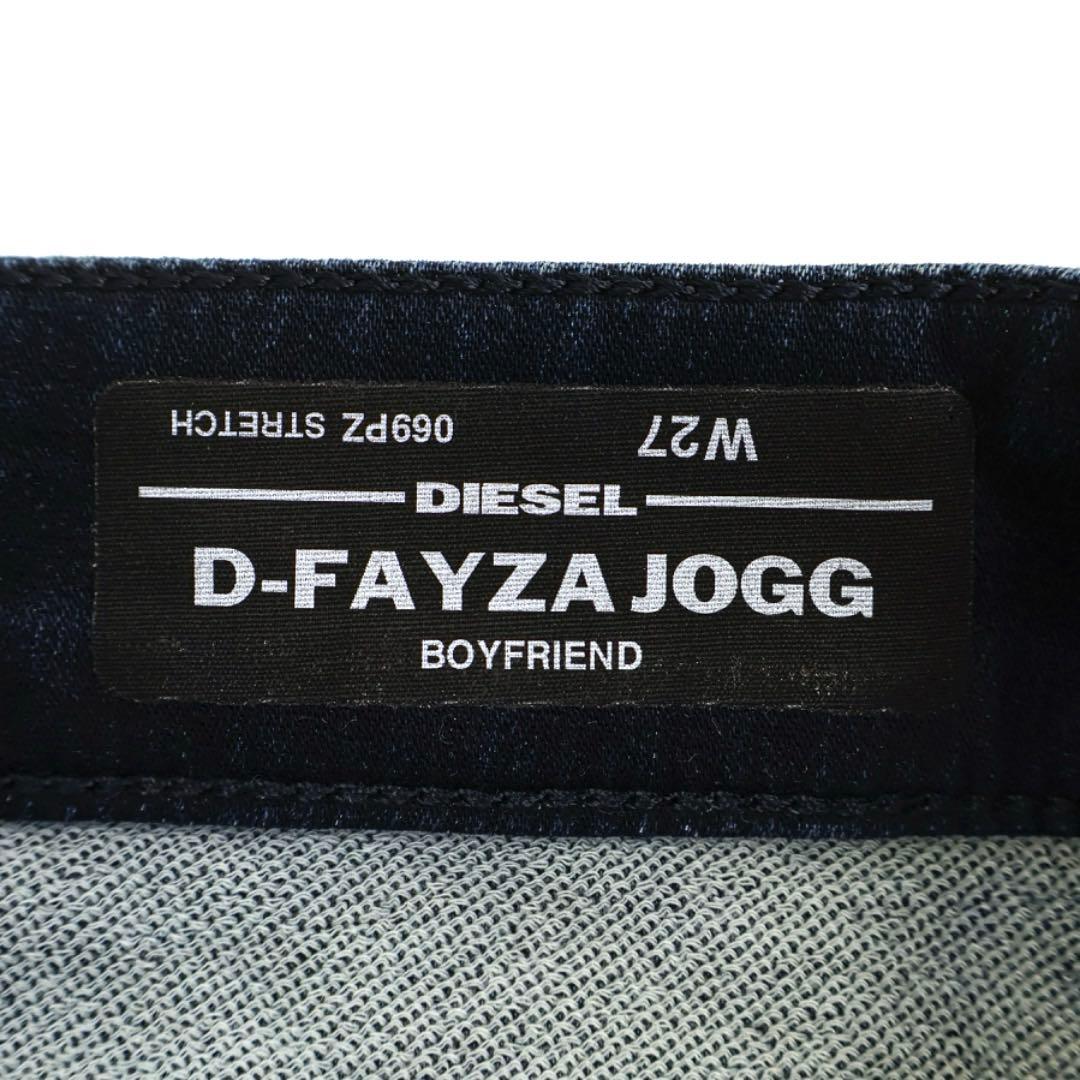 W27 069PZ STRETCH
DIESEL
D-FAYZA JOGG
BOYFRIEND